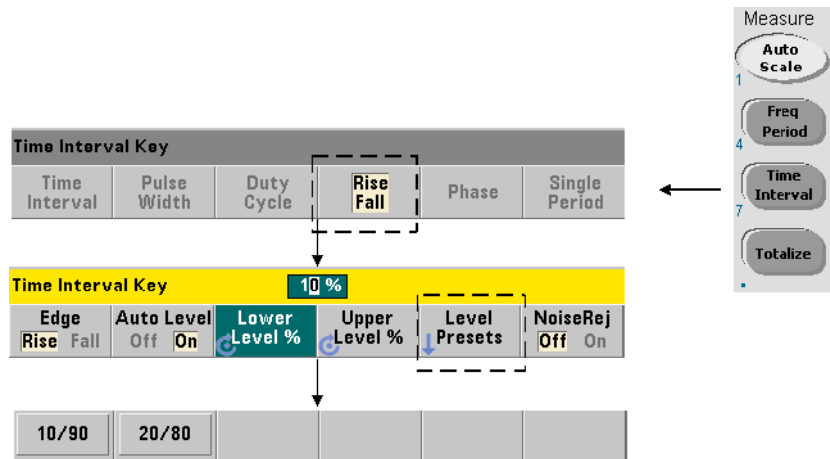 Measure
Auto
Scale
1
Freq
Period
4
Time
Interval
7
Totalize
.
Time Interval Key
Time Interval
Pulse Width
Duty Cycle
Rise Fall
Phase
Single Period
Time Interval Key 10 %
Edge Rise Fall
Auto Level Off On
Lower Level %
Upper Level %
Level Presets
NoiseRej Off On
10/90 20/80